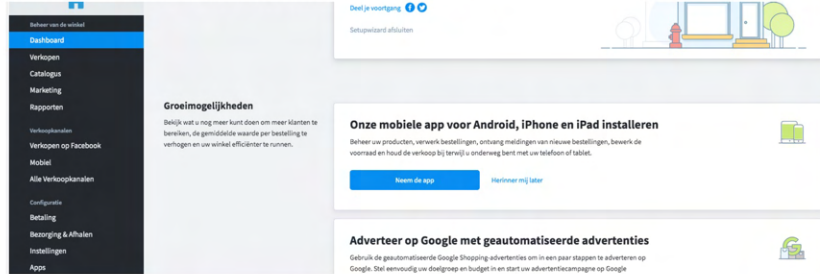 Beheer van de winkel
Dashboard
Verkopen
Catalogus
Marketing
Rapporten
Verkoopkanalen
Verkopen op Facebook
Mobiel
Alle Verkoopkanalen
Configuratie
Betaling
Bezorging & Afhalen
Instellingen
Apps
Groeimogelijkheden
Bekijk wat u nog meer kunt doen om meer klanten te
bereiken, de gemiddelde waarde per bestelling te
verhogen en uw winkel efficiënter te runnen.
Deel je voortgang
Setupwizard afsluiten
Onze mobiele app voor Android, iPhone en iPad installeren
Beheer uw producten, verwerk bestellingen, ontvang meldingen van nieuwe bestellingen, bewerk de
voorraad en houd de verkoop bij terwijl u onderweg bent met uw telefoon of tablet.
Neem de app
Herinner mij later
Adverteer op Google met geautomatiseerde advertenties
Gebruik de geautomatiseerde Google Shopping-advertenties om in een paar stappen te adverteren op
Google. Stel eenvoudig uw doelgroep en budget in en start uw advertentiecampagne op Google